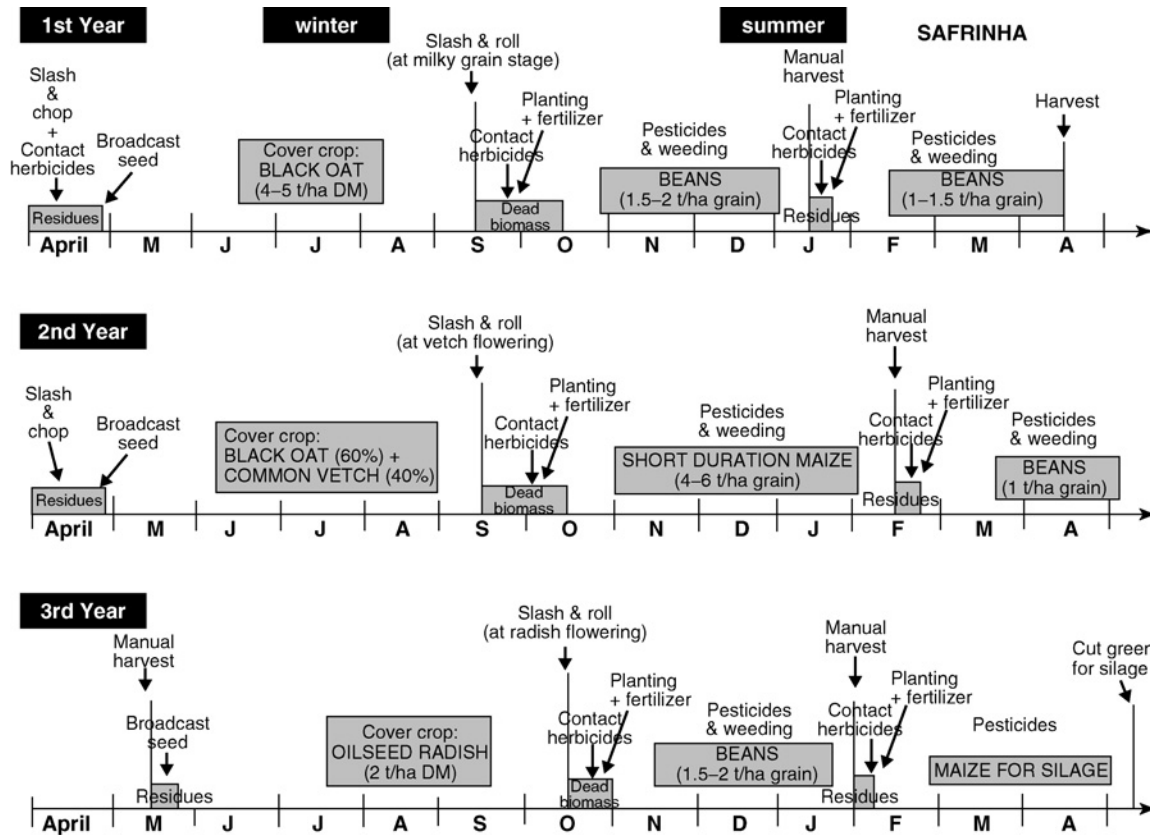 1st Year
winter
summer
SAFRINHA
Slash
&
chop
+
Contact
herbicides
Broadcast
seed
Residues
Cover crop:
BLACK OAT
(4–5 t/ha DM)
Slash & roll
(at milky grain stage)
Contact
herbicides
Planting
+ fertilizer
Dead
biomass
Pesticides
& weeding
BEANS
(1.5–2 t/ha grain)
Manual
harvest
Contact
herbicides
Planting
+ fertilizer
Residues
Pesticides
& weeding
BEANS
(1–1.5 t/ha grain)
Harvest
April M J J A S O N D J F M A
2nd Year
Slash
&
chop
Broadcast
seed
Residues
Cover crop:
BLACK OAT (60%) +
COMMON VETCH (40%)
Slash & roll
(at vetch flowering)
Contact
herbicides
Planting
+ fertilizer
Dead
biomass
Pesticides
& weeding
SHORT DURATION MAIZE
(4–6 t/ha grain)
Manual
harvest
Contact
herbicides
Planting
+ fertilizer
Residues
Pesticides
& weeding
BEANS
(1 t/ha grain)
April M J J A S O N D J F M A
3rd Year
Manual
harvest
Broadcast
seed
Residues
Cover crop:
OILSEED RADISH
(2 t/ha DM)
Slash & roll
(at radish flowering)
Contact
herbicides
Planting
+ fertilizer
Dead
biomass
Pesticides
& weeding
BEANS
(1.5–2 t/ha grain)
Manual
harvest
Contact
herbicides
Planting
+ fertilizer
Residues
Pesticides
MAIZE FOR SILAGE
Cut green
for silage
April M J J A S O N D J F M A